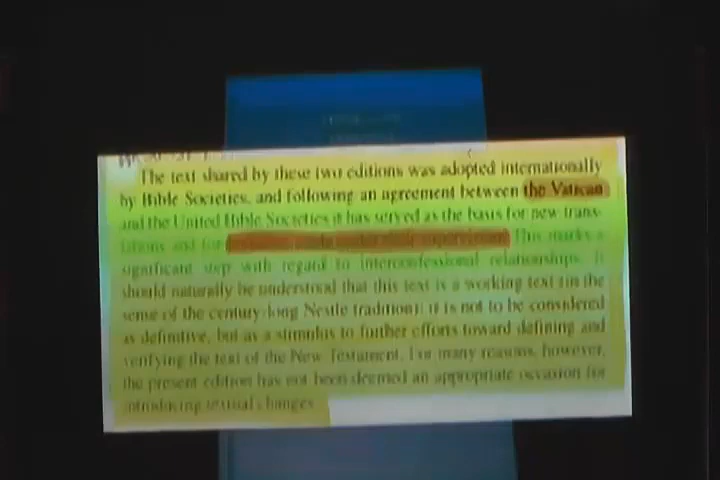 The text shared by these two editions was adopted internationally
by Bible Societies, and following an agreement between the Vatican
and the United Bible Societies it has served as the basis for new trans-
lations and for made under their supervision. This marks a
significant step with regard to interconfessional relationships. It
should naturally be understood that this text is a working text (in the
sense of the century-long Nestle tradition): it is not to be considered
as definitive, but as a stimulus to further efforts toward defining and
verifying the text of the New Testament. For many reasons, however,
the present edition has not been deemed an appropriate occasion for
introducing textual changes.